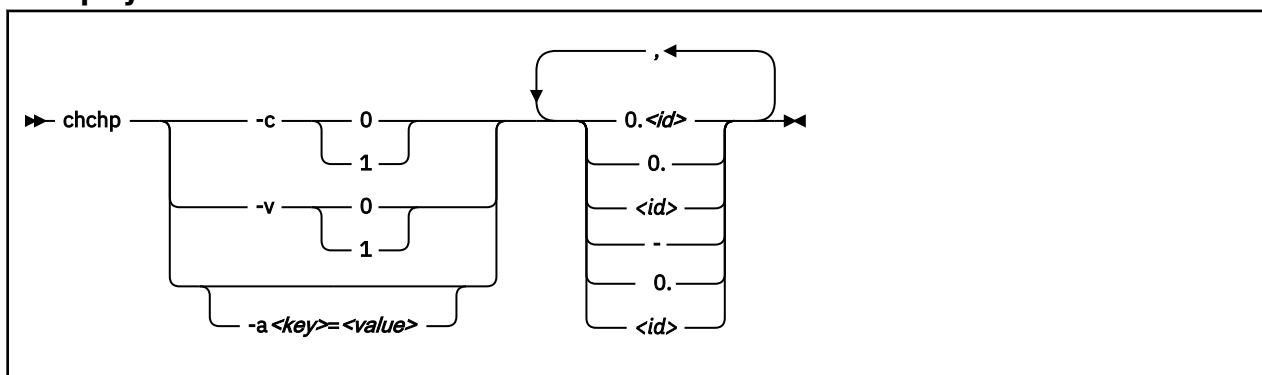 ,
chchp -c 0 0.<id>
1 0.
-v 0 <id>
1 -
0.
-a<key>=<value> <id>